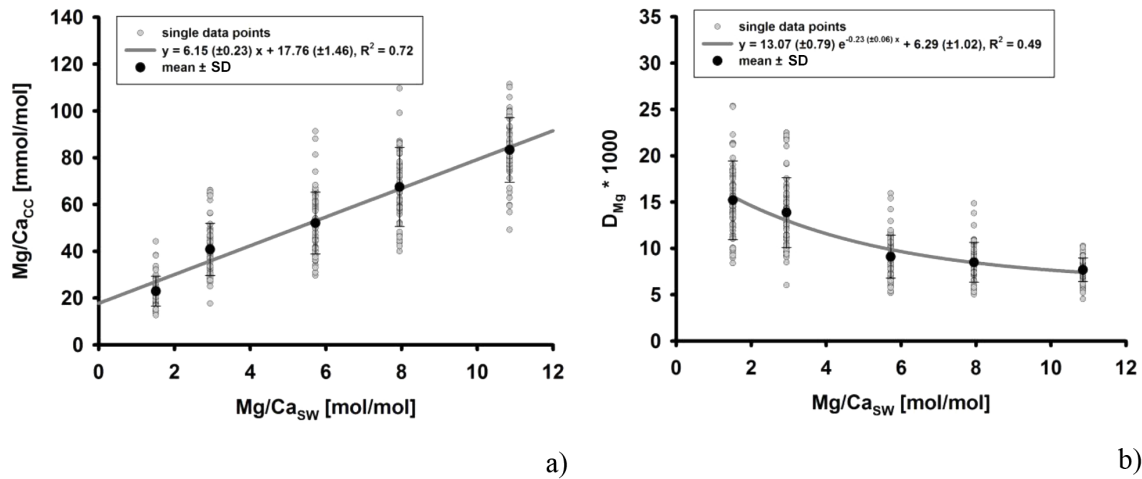 140
120
100
80
60
40
20
0
Mg/Ca_CC [mmol/mol]
single data points
y = 6.15 (±0.23) x + 17.76 (±1.46), R² = 0.72
mean ± SD
0 2 4 6 8 10 12
Mg/Ca_SW [mol/mol]
a)
35
30
25
20
15
10
5
0
D_Mg * 1000
single data points
y = 13.07 (±0.79) e^-0.23 (±0.06) x + 6.29 (±1.02), R² = 0.49
mean ± SD
0 2 4 6 8 10 12
Mg/Ca_SW [mol/mol]
b)